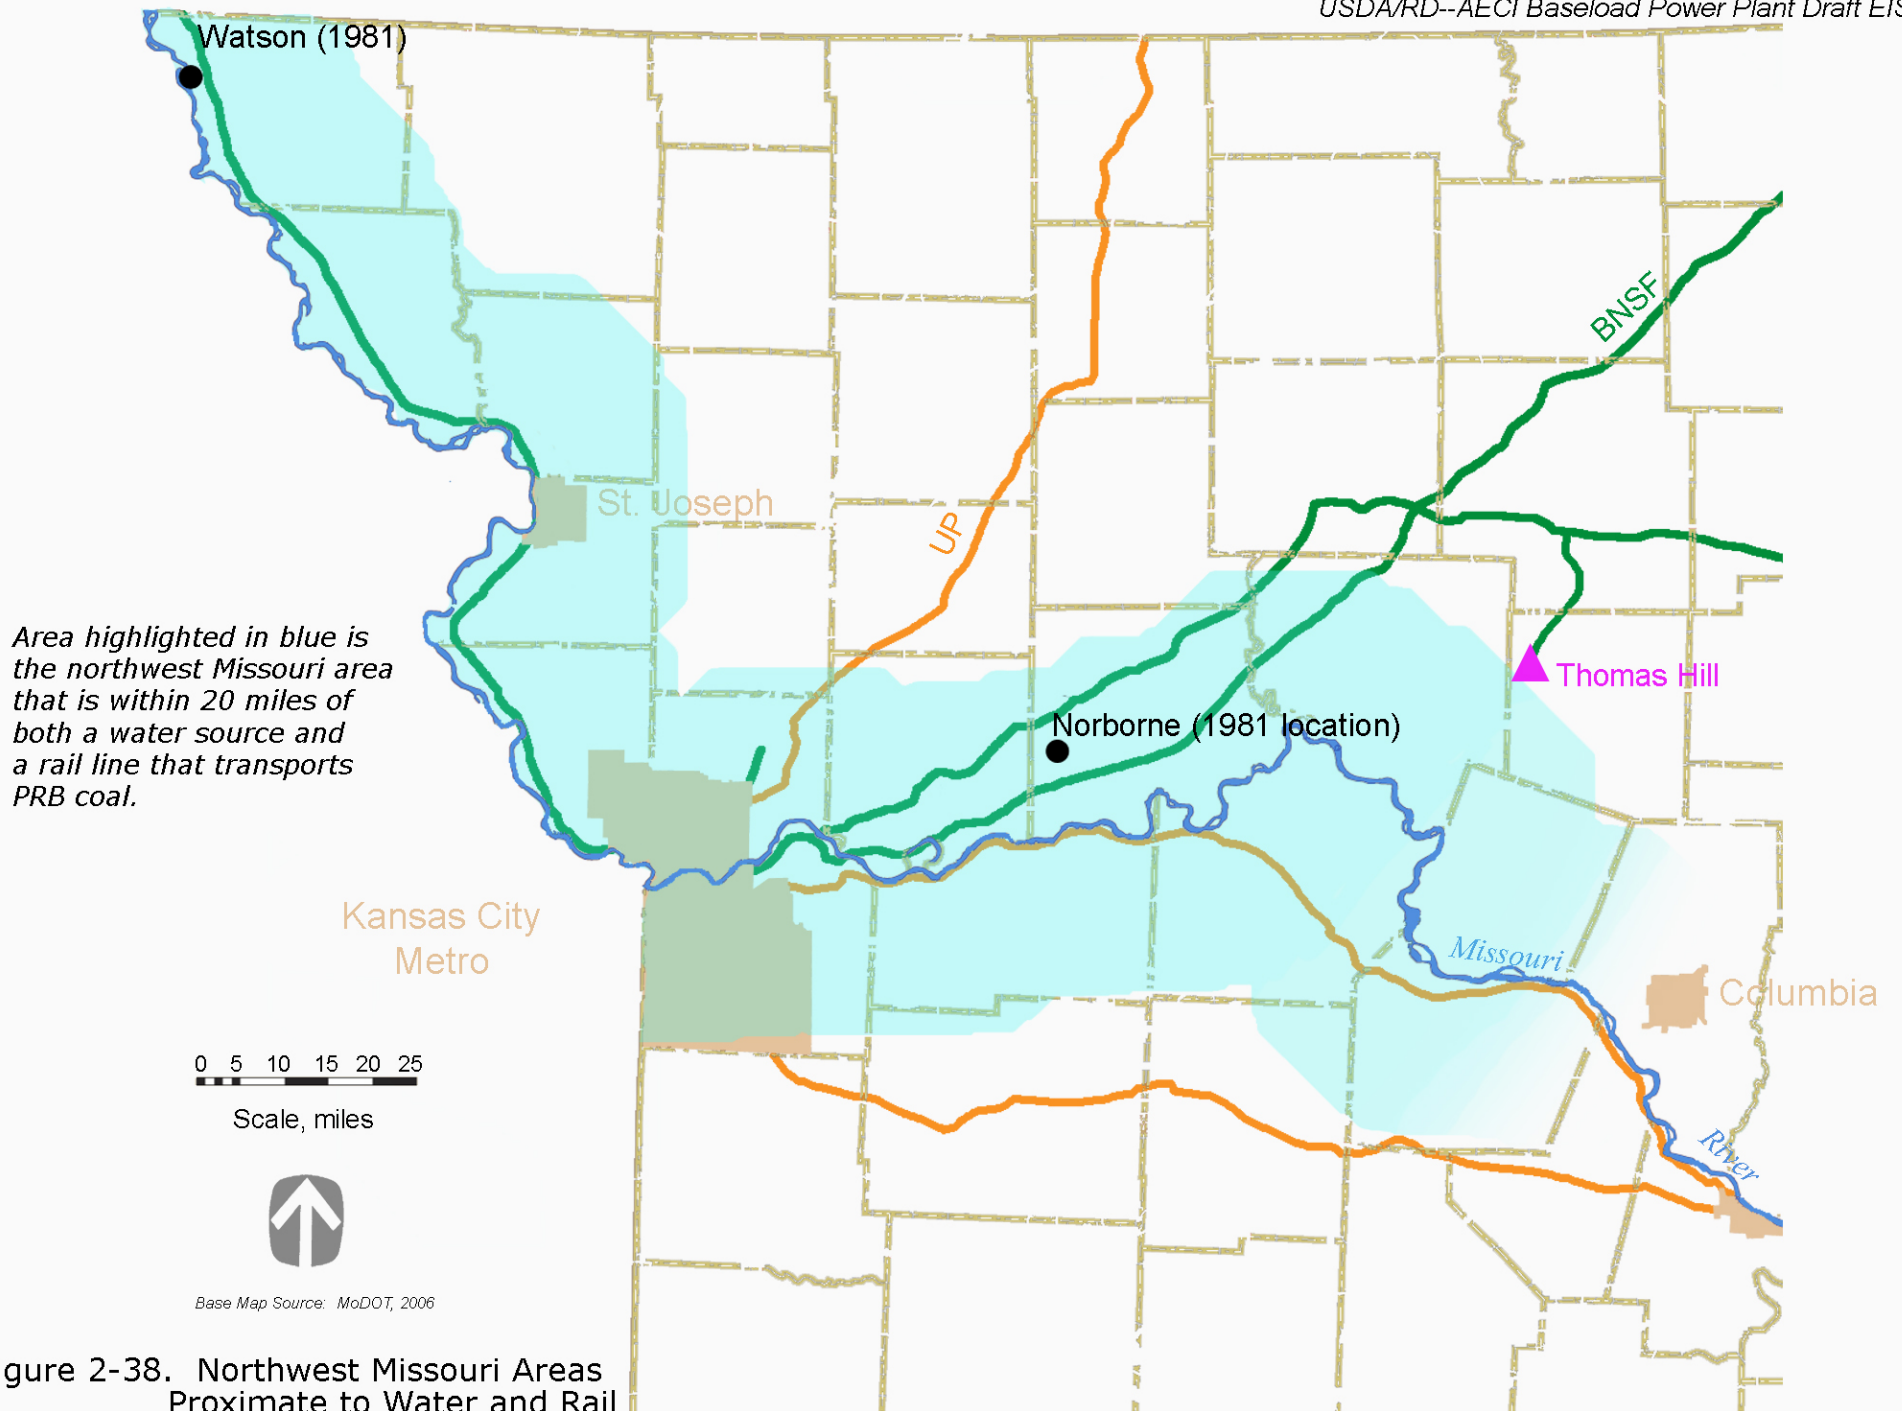 USDA/RD--AECI Baseload Power Plant Draft EIS
Watson (1981)
BNSF
St. Joseph
UP
Area highlighted in blue is
the northwest Missouri area
that is within 20 miles of
both a water source and
a rail line that transports
PRB coal.
Thomas Hill
Norborne (1981 location)
Kansas City
Metro
Missouri
Columbia
0 5 10 15 20 25
Scale, miles
River
Base Map Source: MoDOT, 2006
gure 2-38. Northwest Missouri Areas
Proximate to Water and Rail